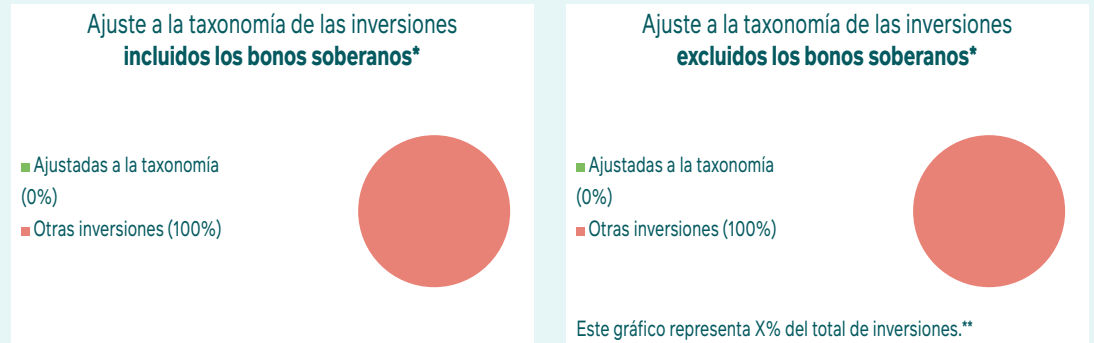 Ajuste a la taxonomía de las inversiones
incluidos los bonos soberanos*
Ajustadas a la taxonomía
(0%)
Otras inversiones (100%)
Ajuste a la taxonomía de las inversiones
excluidos los bonos soberanos*
Ajustadas a la taxonomía
(0%)
Otras inversiones (100%)
Este gráfico representa X% del total de inversiones.**